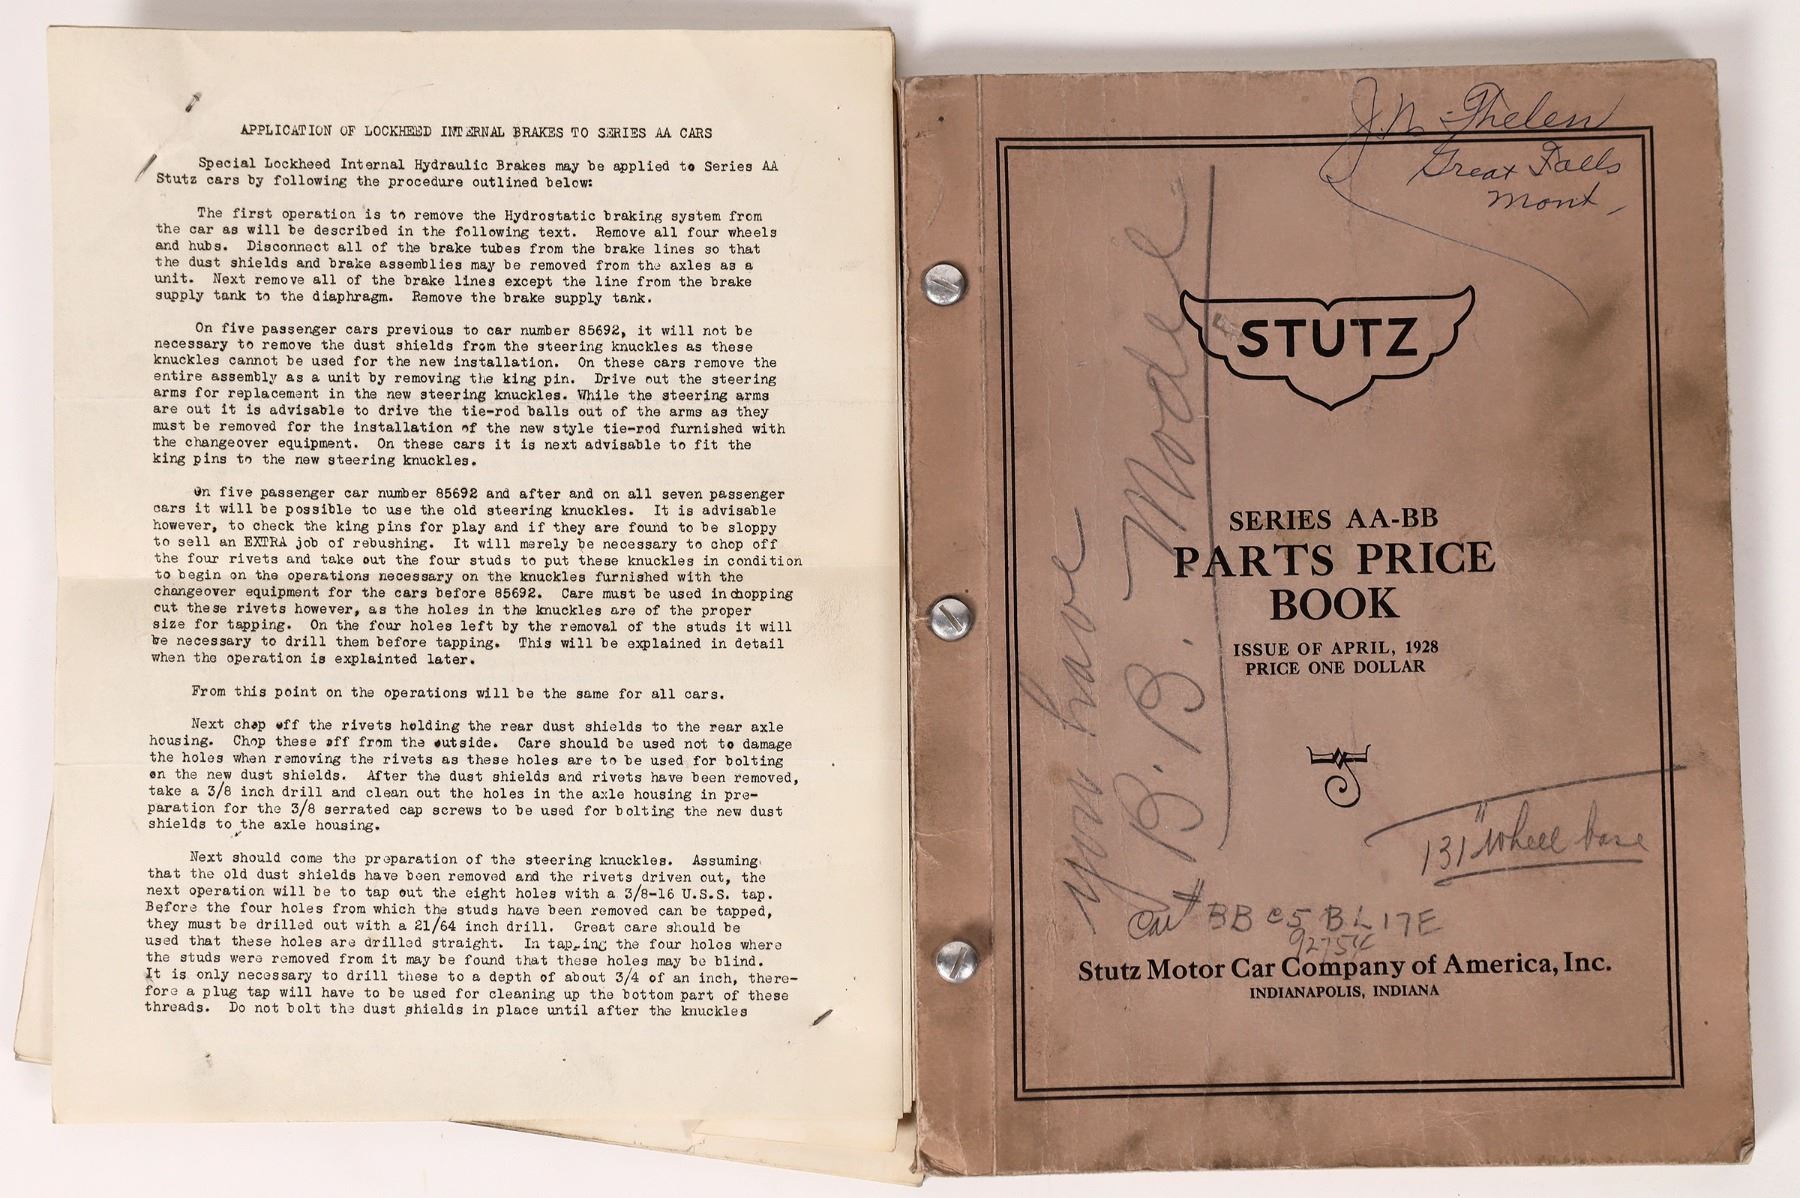 APPLICATION OF LOCKHEED INTERNAL BRAKES TO SERIES AA CARS
Special Lockheed Internal Hydraulic Brakes may be applied to Series AA
Stutz cars by following the procedure outlined below:
The first operation is to remove the Hydrostatic braking system from
the car as will be described in the following text. Remove all four wheels
and hubs. Disconnect all of the brake tubes from the brake lines so that
the dust shields and brake assemblies may be removed from the axles as a
unit. Next remove all of the brake lines except the line from the brake
supply tank to the diaphragm. Remove the brake supply tank.
On five passenger cars previous to car number 85692, it will not be
necessary to remove the dust shields from the steering knuckles as these
knuckles cannot be used for the new installation. On these cars remove the
entire assembly as a unit by removing the king pin. Drive out the steering
arms for replacement in the new steering knuckles. While the steering arms
are out it is advisable to drive the tie-rod balls out of the arms as they
must be removed for the installation of the new style tie-rod furnished with
the changeover equipment. On these cars it is next advisable to fit the
king pins to the new steering knuckles.
On five passenger car number 85692 and after and on all seven passenger
cars it will be possible to use the old steering knuckles. It is advisable
however, to check the king pins for play and if they are found to be sloppy
to sell an EXTRA job of rebushing. It will merely be necessary to chop off
the four rivets and take out the four studs to put these knuckles in condition
to begin on the operations necessary on the knuckles furnished with the
changeover equipment for the cars before 85692. Care must be used in chopping
out these rivets however, as the holes in the knuckles are of the proper
size for tapping. On the four holes left by the removal of the studs it will
be necessary to drill them before tapping. This will be explained in detail
when the operation is explainted later.
From this point on the operations will be the same for all cars.
Next chop off the rivets holding the rear dust shields to the rear axle
housing. Chop these off from the outside. Care should be used not to damage
the holes when removing the rivets as these holes are to be used for bolting
on the new dust shields. After the dust shields and rivets have been removed,
take a 3/8 inch drill and clean out the holes in the axle housing in pre-
paration for the 3/8 serrated cap screws to be used for bolting the new dust
shields to the axle housing.
Next should come the preparation of the steering knuckles. Assuming
that the old dust shields have been removed and the rivets driven out, the
next operation will be to tap out the eight holes with a 3/8-16 U.S.S. tap.
Before the four holes from which the studs have been removed can be tapped,
they must be drilled out with a 21/64 inch drill. Great care should be
used that these holes are drilled straight. In tapping the four holes where
the studs were removed from it may be found that these holes may be blind.
It is only necessary to drill these to a depth of about 3/4 of an inch, there-
fore a plug tap will have to be used for cleaning up the bottom part of these
threads. Do not bolt the dust shields in place until after the knuckles
J.N. Thelen
Great Falls
Mont.
STUTZ
you have
B.B. Model
SERIES AA-BB
PARTS PRICE
BOOK
ISSUE OF APRIL, 1928
PRICE ONE DOLLAR
131" Wheel base
Car # BB C5 BL 17E
Stutz Motor Car Company of America, Inc.
INDIANAPOLIS, INDIANA